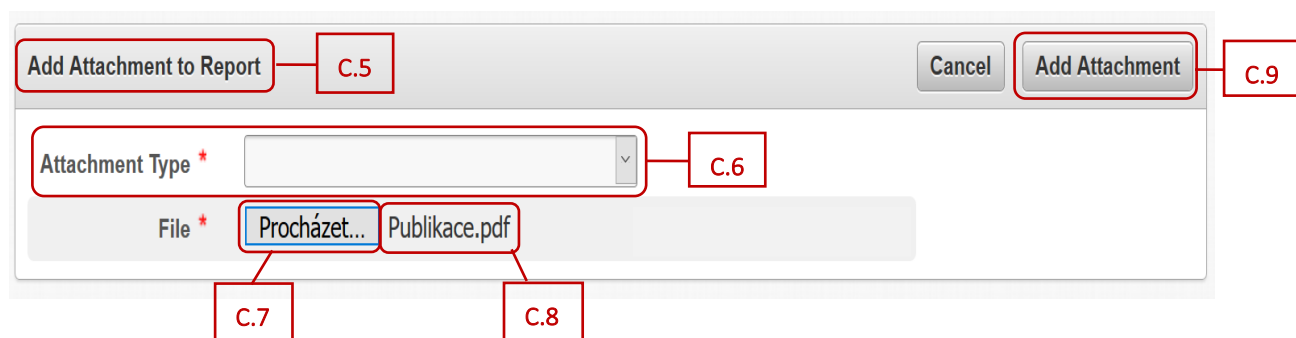 Add Attachment to Report C.5 Cancel Add Attachment C.9
Attachment Type * C.6
File * Procházet... Publikace.pdf
C.7 C.8